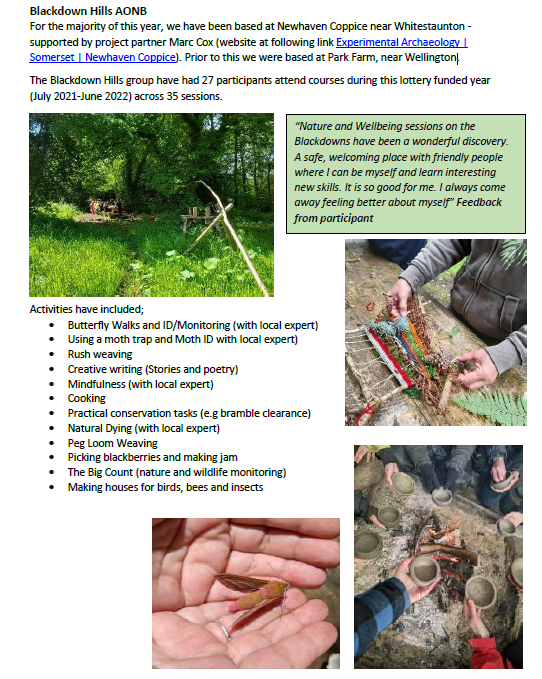 Blackdown Hills AONB
For the majority of this year, we have been based at Newhaven Coppice near Whitestaunton -
supported by project partner Marc Cox (website at following link Experimental Archaeology |
Somerset | Newhaven Coppice). Prior to this we were based at Park Farm, near Wellington.
The Blackdown Hills group have had 27 participants attend courses during this lottery funded year
(July 2021-June 2022) across 35 sessions.
“Nature and Wellbeing sessions on the
Blackdowns have been a wonderful discovery.
A safe, welcoming place with friendly people
where I can be myself and learn interesting
new skills. It is so good for me. I always come
away feeling better about myself” Feedback
from participant
Activities have included;
• Butterfly Walks and ID/Monitoring (with local expert)
• Using a moth trap and Moth ID with local expert)
• Rush weaving
• Creative writing (Stories and poetry)
• Mindfulness (with local expert)
• Cooking
• Practical conservation tasks (e.g bramble clearance)
• Natural Dying (with local expert)
• Peg Loom Weaving
• Picking blackberries and making jam
• The Big Count (nature and wildlife monitoring)
• Making houses for birds, bees and insects